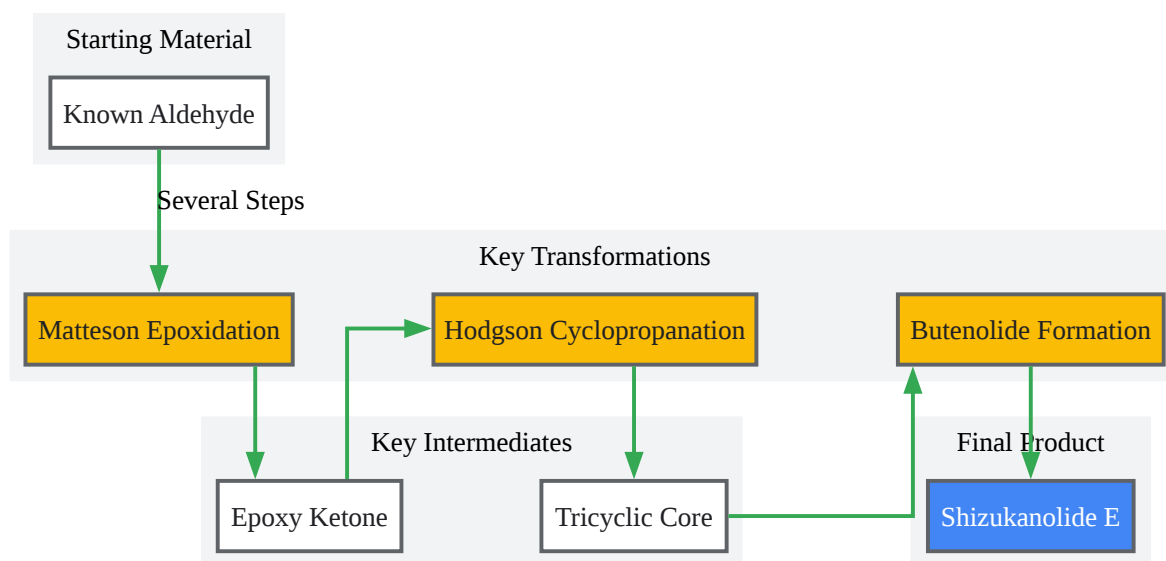 Starting Material
Known Aldehyde
Several Steps
Key Transformations
Matteson Epoxidation
Hodgson Cyclopropanation
Butenolide Formation
Key Intermediates
Final Product
Epoxy Ketone
Tricyclic Core
Shizukanolide E